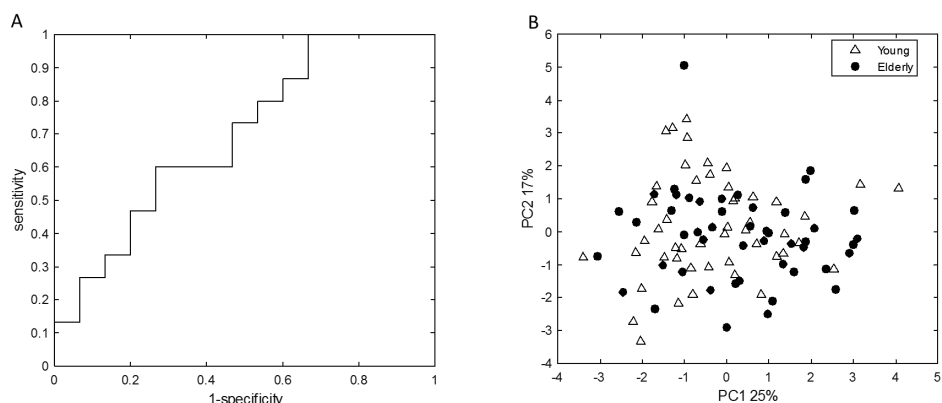 A
1
0.9
0.8
0.7
0.6
0.5
0.4
0.3
0.2
0.1
0
0 0.2 0.4 0.6 0.8 1
sensitivity
1-specificity
B
6
5
4
3
2
1
0
-1
-2
-3
-4
-4 -3 -2 -1 0 1 2 3 4 5
PC2 17%
PC1 25%
Young
Elderly